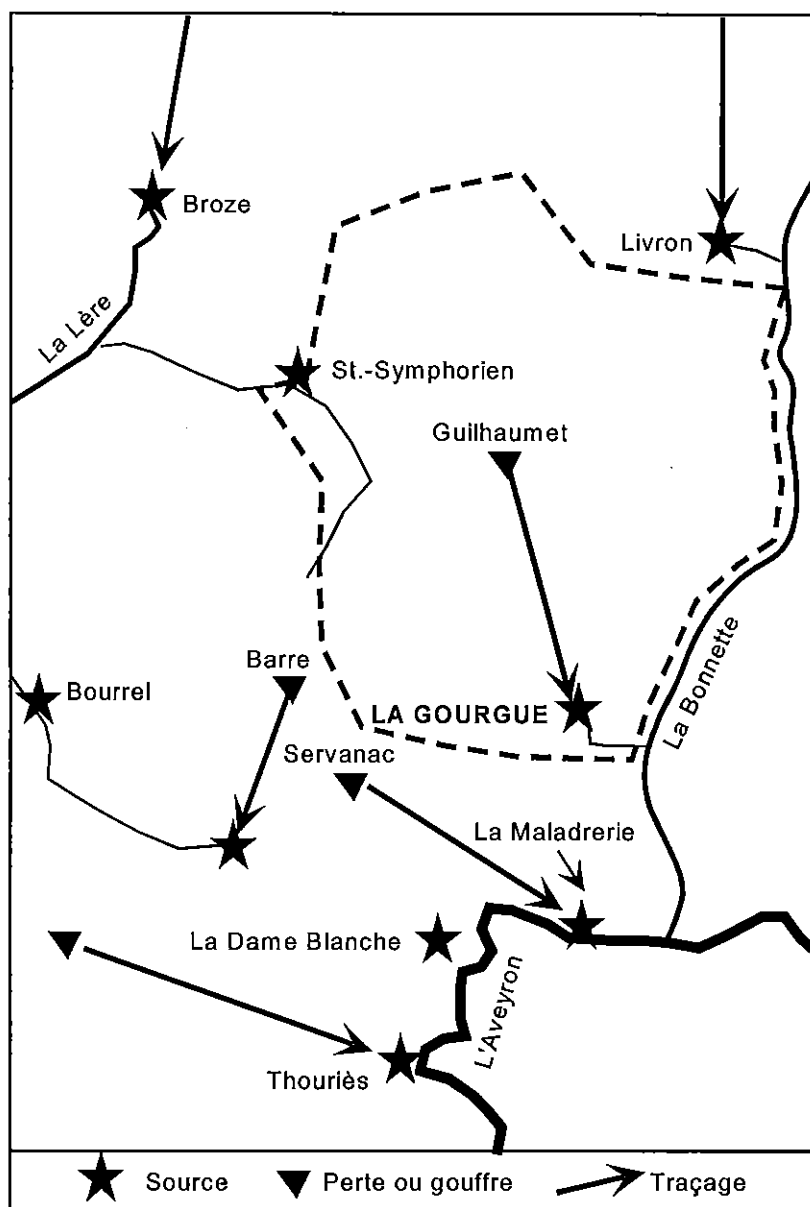 Broze
Livron
La Lère
St.-Symphorien
Guilhaumet
La Bonnette
Barre
Bourrel
LA GOURGUE
Servanac
La Maladrerie
La Dame Blanche
L'Aveyron
Thouriès
Source
Perte ou gouffre
Traçage